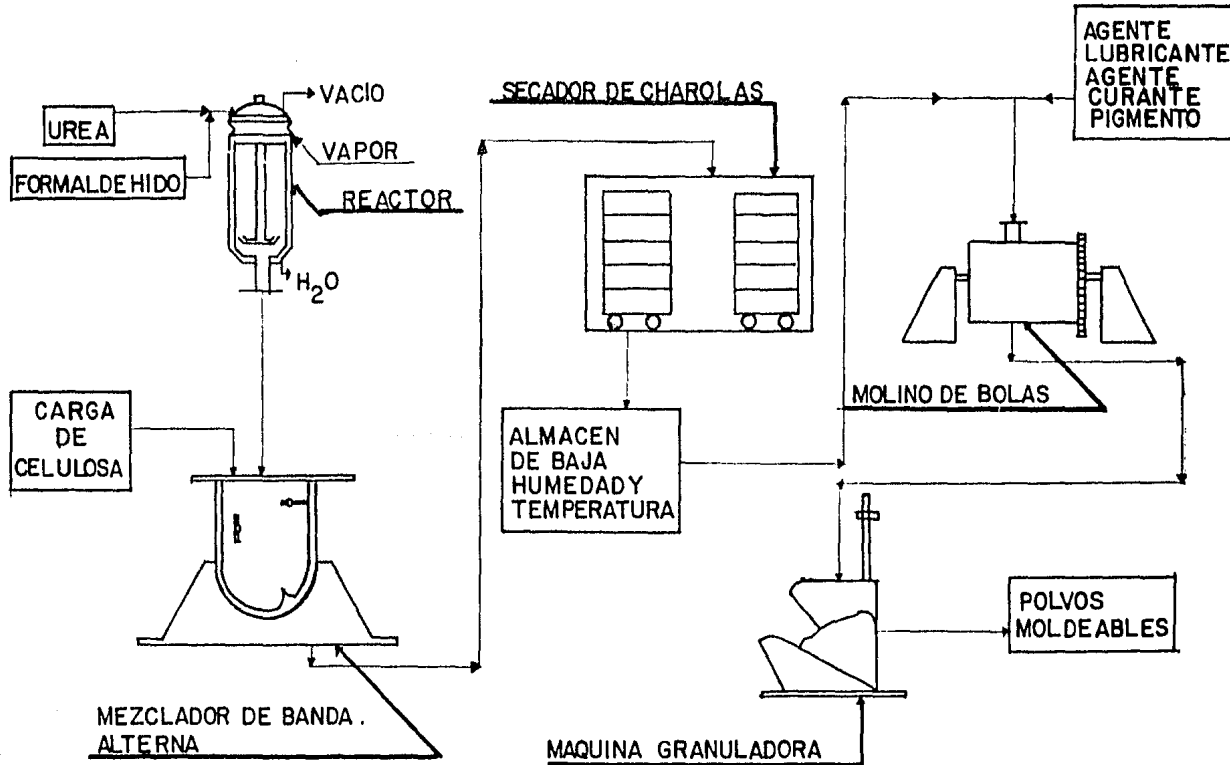 UREA
FORMALDEHIDO
VACIO
VAPOR
REACTOR
H2O
CARGA
DE
CELULOSA
MEZCLADOR DE BANDA.
ALTERNA
SECADOR DE CHAROLAS
ALMACEN
DE BAJA
HUMEDAD Y
TEMPERATURA
AGENTE
LUBRICANTE
AGENTE
CURANTE
PIGMENTO
MOLINO DE BOLAS
MAQUINA GRANULADORA
POLVOS
MOLDEABLES